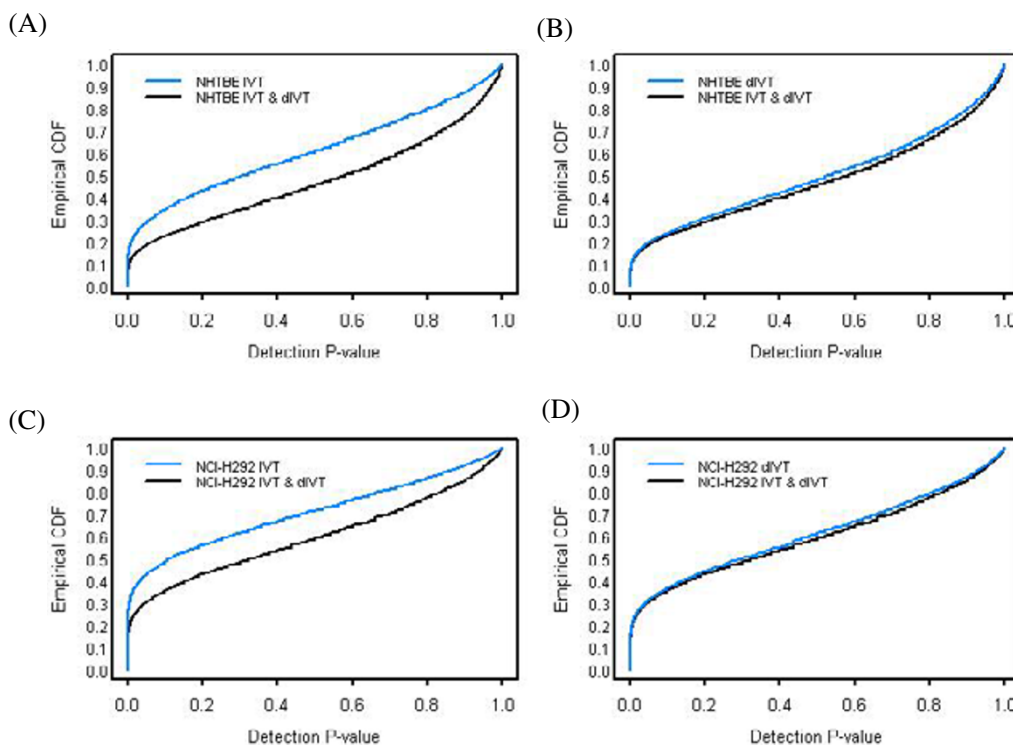 (A)
NHTBE IVT
NHTBE IVT & dIVT
Empirical CDF
1.0
0.9
0.8
0.7
0.6
0.5
0.4
0.3
0.2
0.1
0.0
0.0 0.2 0.4 0.6 0.8 1.0
Detection P-value
(B)
NHTBE dIVT
NHTBE IVT & dIVT
Empirical CDF
1.0
0.9
0.8
0.7
0.6
0.5
0.4
0.3
0.2
0.1
0.0
0.0 0.2 0.4 0.6 0.8 1.0
Detection P-value
(C)
NCI-H292 IVT
NCI-H292 IVT & dIVT
Empirical CDF
1.0
0.9
0.8
0.7
0.6
0.5
0.4
0.3
0.2
0.1
0.0
0.0 0.2 0.4 0.6 0.8 1.0
Detection P-value
(D)
NCI-H292 dIVT
NCI-H292 IVT & dIVT
Empirical CDF
1.0
0.9
0.8
0.7
0.6
0.5
0.4
0.3
0.2
0.1
0.0
0.0 0.2 0.4 0.6 0.8 1.0
Detection P-value